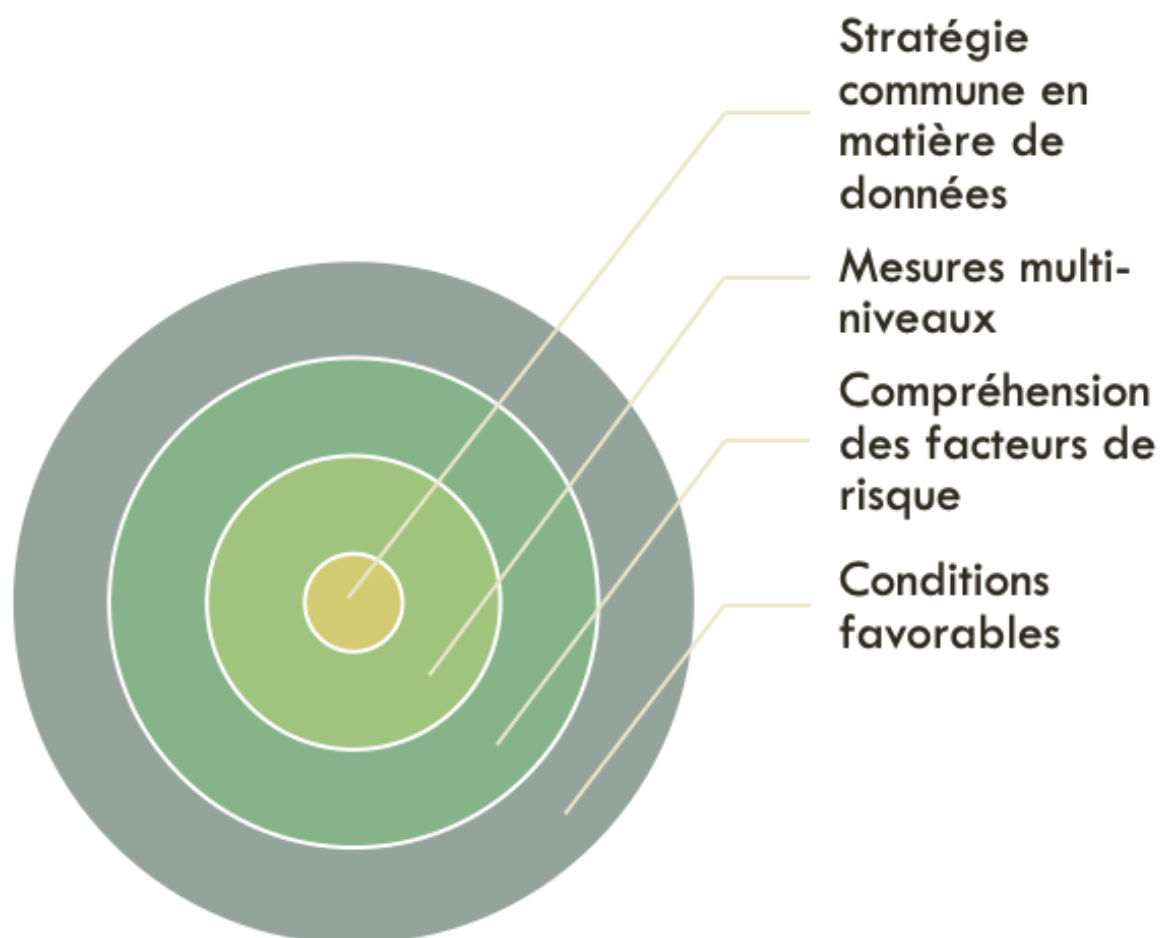 Stratégie
commune en
matière de
données
Mesures multi-
niveaux
Compréhension
des facteurs de
risque
Conditions
favorables